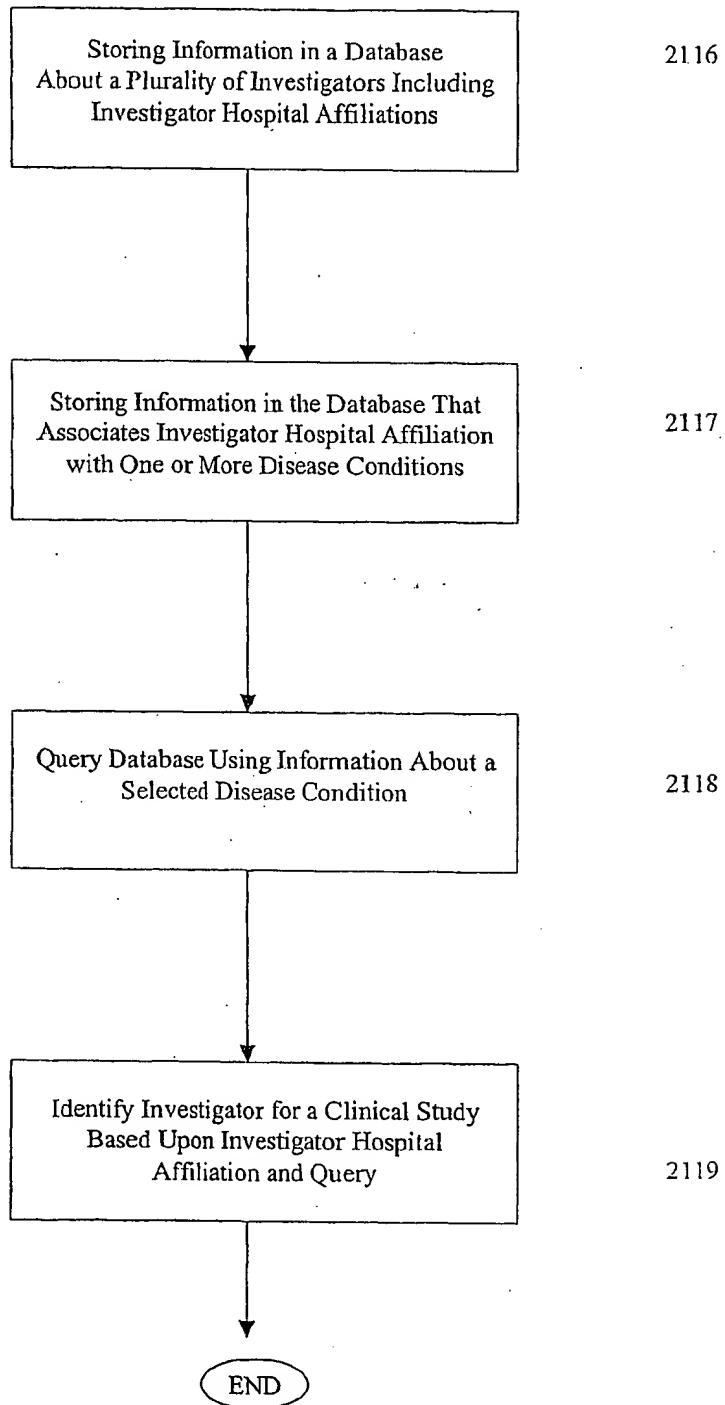 Storing Information in a Database
About a Plurality of Investigators Including
Investigator Hospital Affiliations
2116
Storing Information in the Database That
Associates Investigator Hospital Affiliation
with One or More Disease Conditions
2117
Query Database Using Information About a
Selected Disease Condition
2118
Identify Investigator for a Clinical Study
Based Upon Investigator Hospital
Affiliation and Query
2119
END